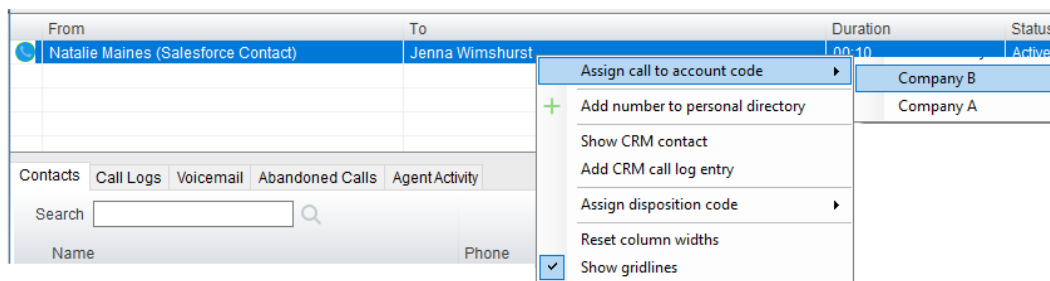 From To Duration Status
Natalie Maines (Salesforce Contact) Jenna Wimshurst 00:10 Active
Assign call to account code
Company B
Add number to personal directory
Company A
Show CRM contact
Contacts Call Logs Voicemail Abandoned Calls Agent Activity
Add CRM call log entry
Search
Assign disposition code
Reset column widths
Name Phone
Show gridlines